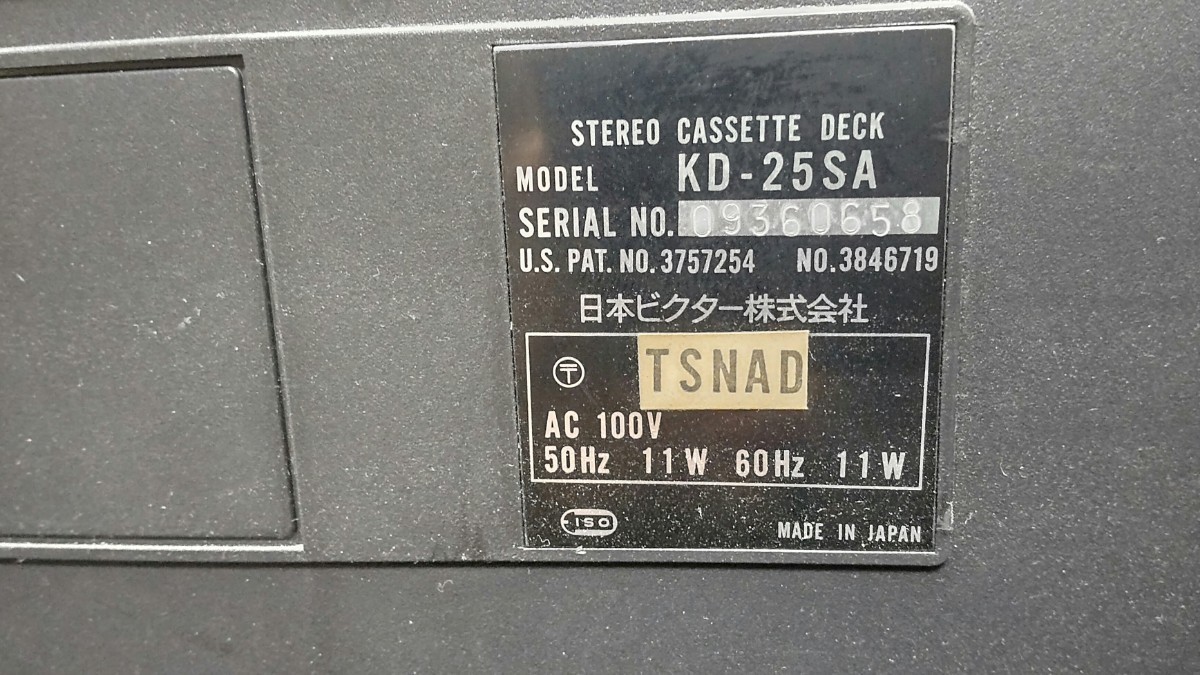 STEREO CASSETTE DECK
MODEL KD-25SA
SERIAL NO. 09360658
U.S. PAT. NO. 3757254 NO. 3846719
日本ビクター株式会社
〒 TSNAD
AC 100V
50Hz 11W 60Hz 11W
ISO
MADE IN JAPAN